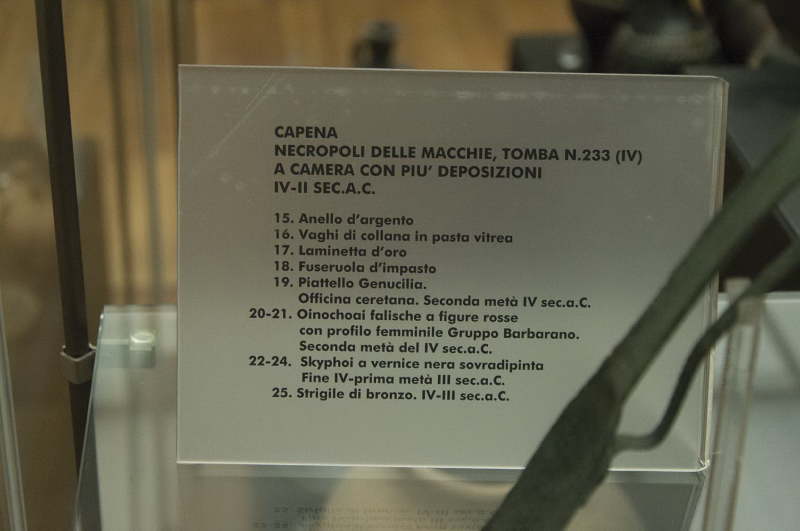 CAPENA
NECROPOLI DELLE MACCHIE, TOMBA N.233 (IV)
A CAMERA CON PIU' DEPOSIZIONI
IV-II SEC.A.C.
15. Anello d'argento
16. Vaghi di collana in pasta vitrea
17. Laminetta d'oro
18. Fuseruola d'impasto
19. Piattello Genucilia.
Officina ceretana. Seconda metà IV sec.a.C.
20-21. Oinochoai falische a figure rosse
con profilo femminile Gruppo Barbarano.
Seconda metà del IV sec.a.C.
22-24. Skyphoi a vernice nera sovradipinta
Fine IV-prima metà III sec.a.C.
25. Strigile di bronzo. IV-III sec.a.C.